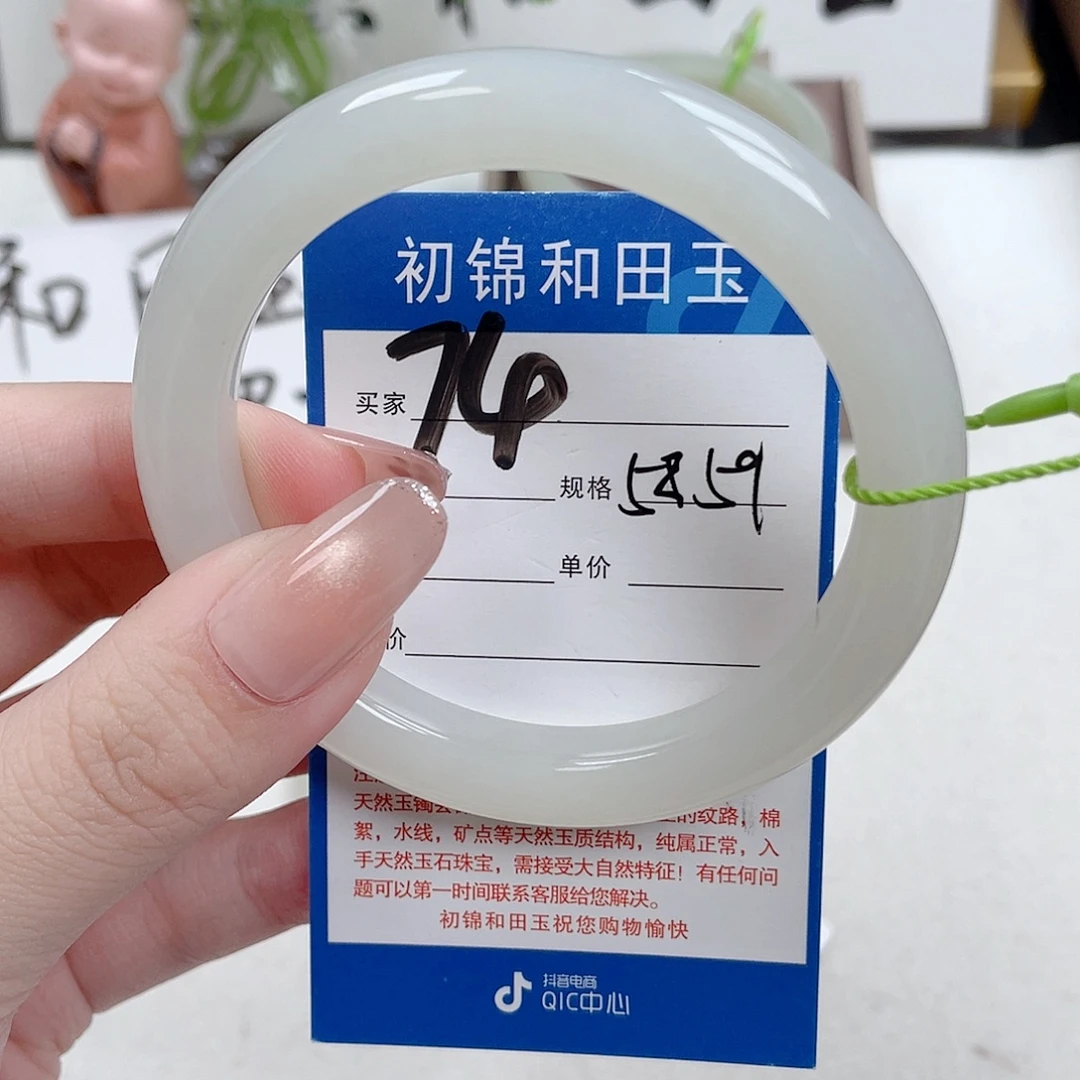 初锦和田玉
74
买家
规格 58.59
单价
价
天然玉镯
的纹路，棉
絮，水线，矿点等天然玉质结构，纯属正常，入
手天然玉石珠宝，需接受大自然特征！有任何问
题可以第一时间联系客服给您解决。
初锦和田玉祝您购物愉快
抖音电商
QIC中心
和